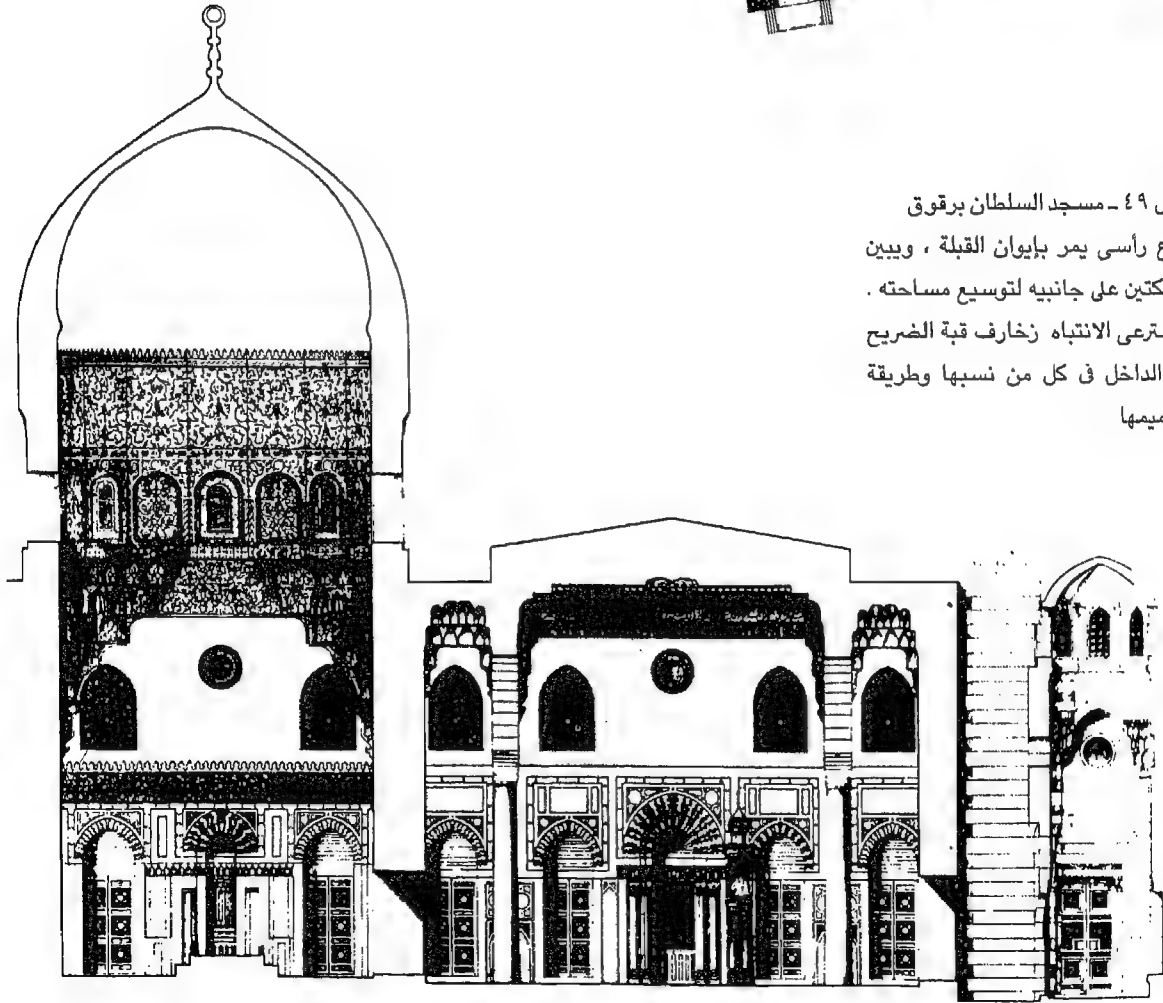 ٤٩ ـ مسجد السلطان برقوق
رأسى يمر بإيوان القبلة ، ويبين
على جانبيه لتوسيع مساحته .
الانتباه زخارف قبة الضريح
الداخل فى كل من نسبها وطريقة